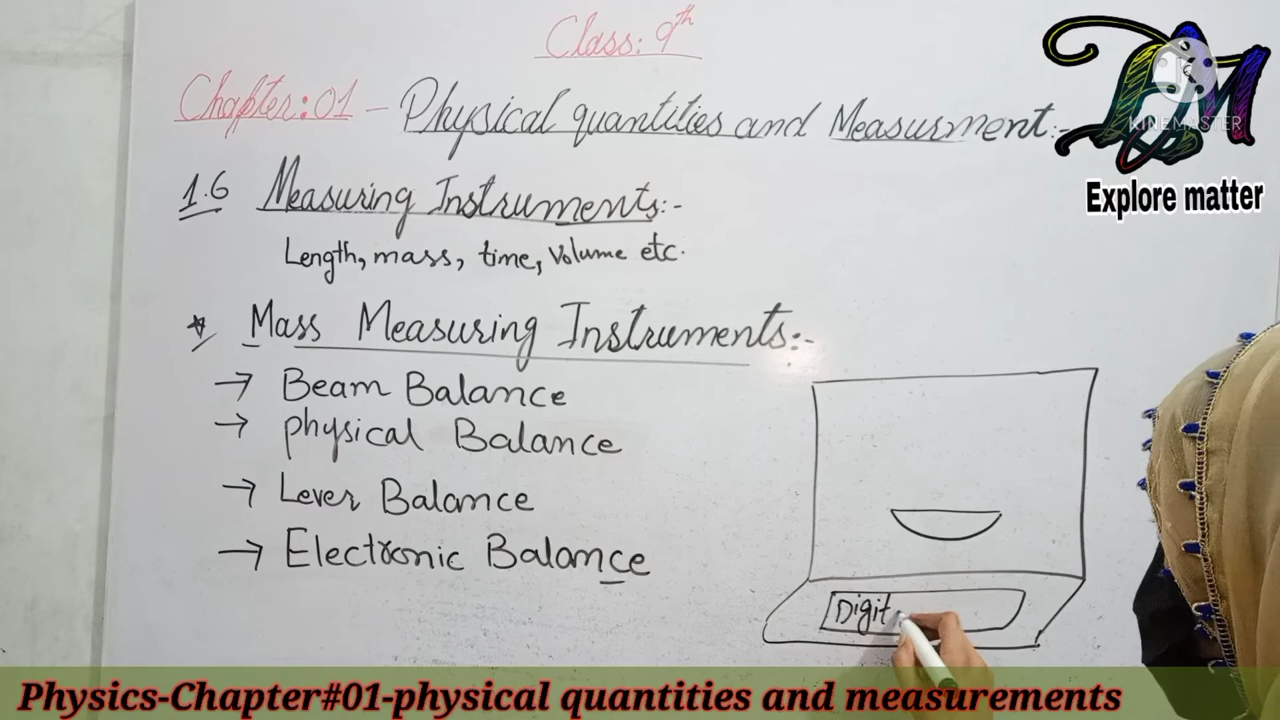 Class: 9th
Chapter: 01 - Physical quantities and Measurment:-
KINEMASTER
Explore matter
1.6 Measuring Instruments:-
Length, mass, time, Volume etc.
* Mass Measuring Instruments:-
→ Beam Balance
→ physical Balance
→ Lever Balance
→ Electronic Balance
Digit
Physics-Chapter#01-physical quantities and measurements